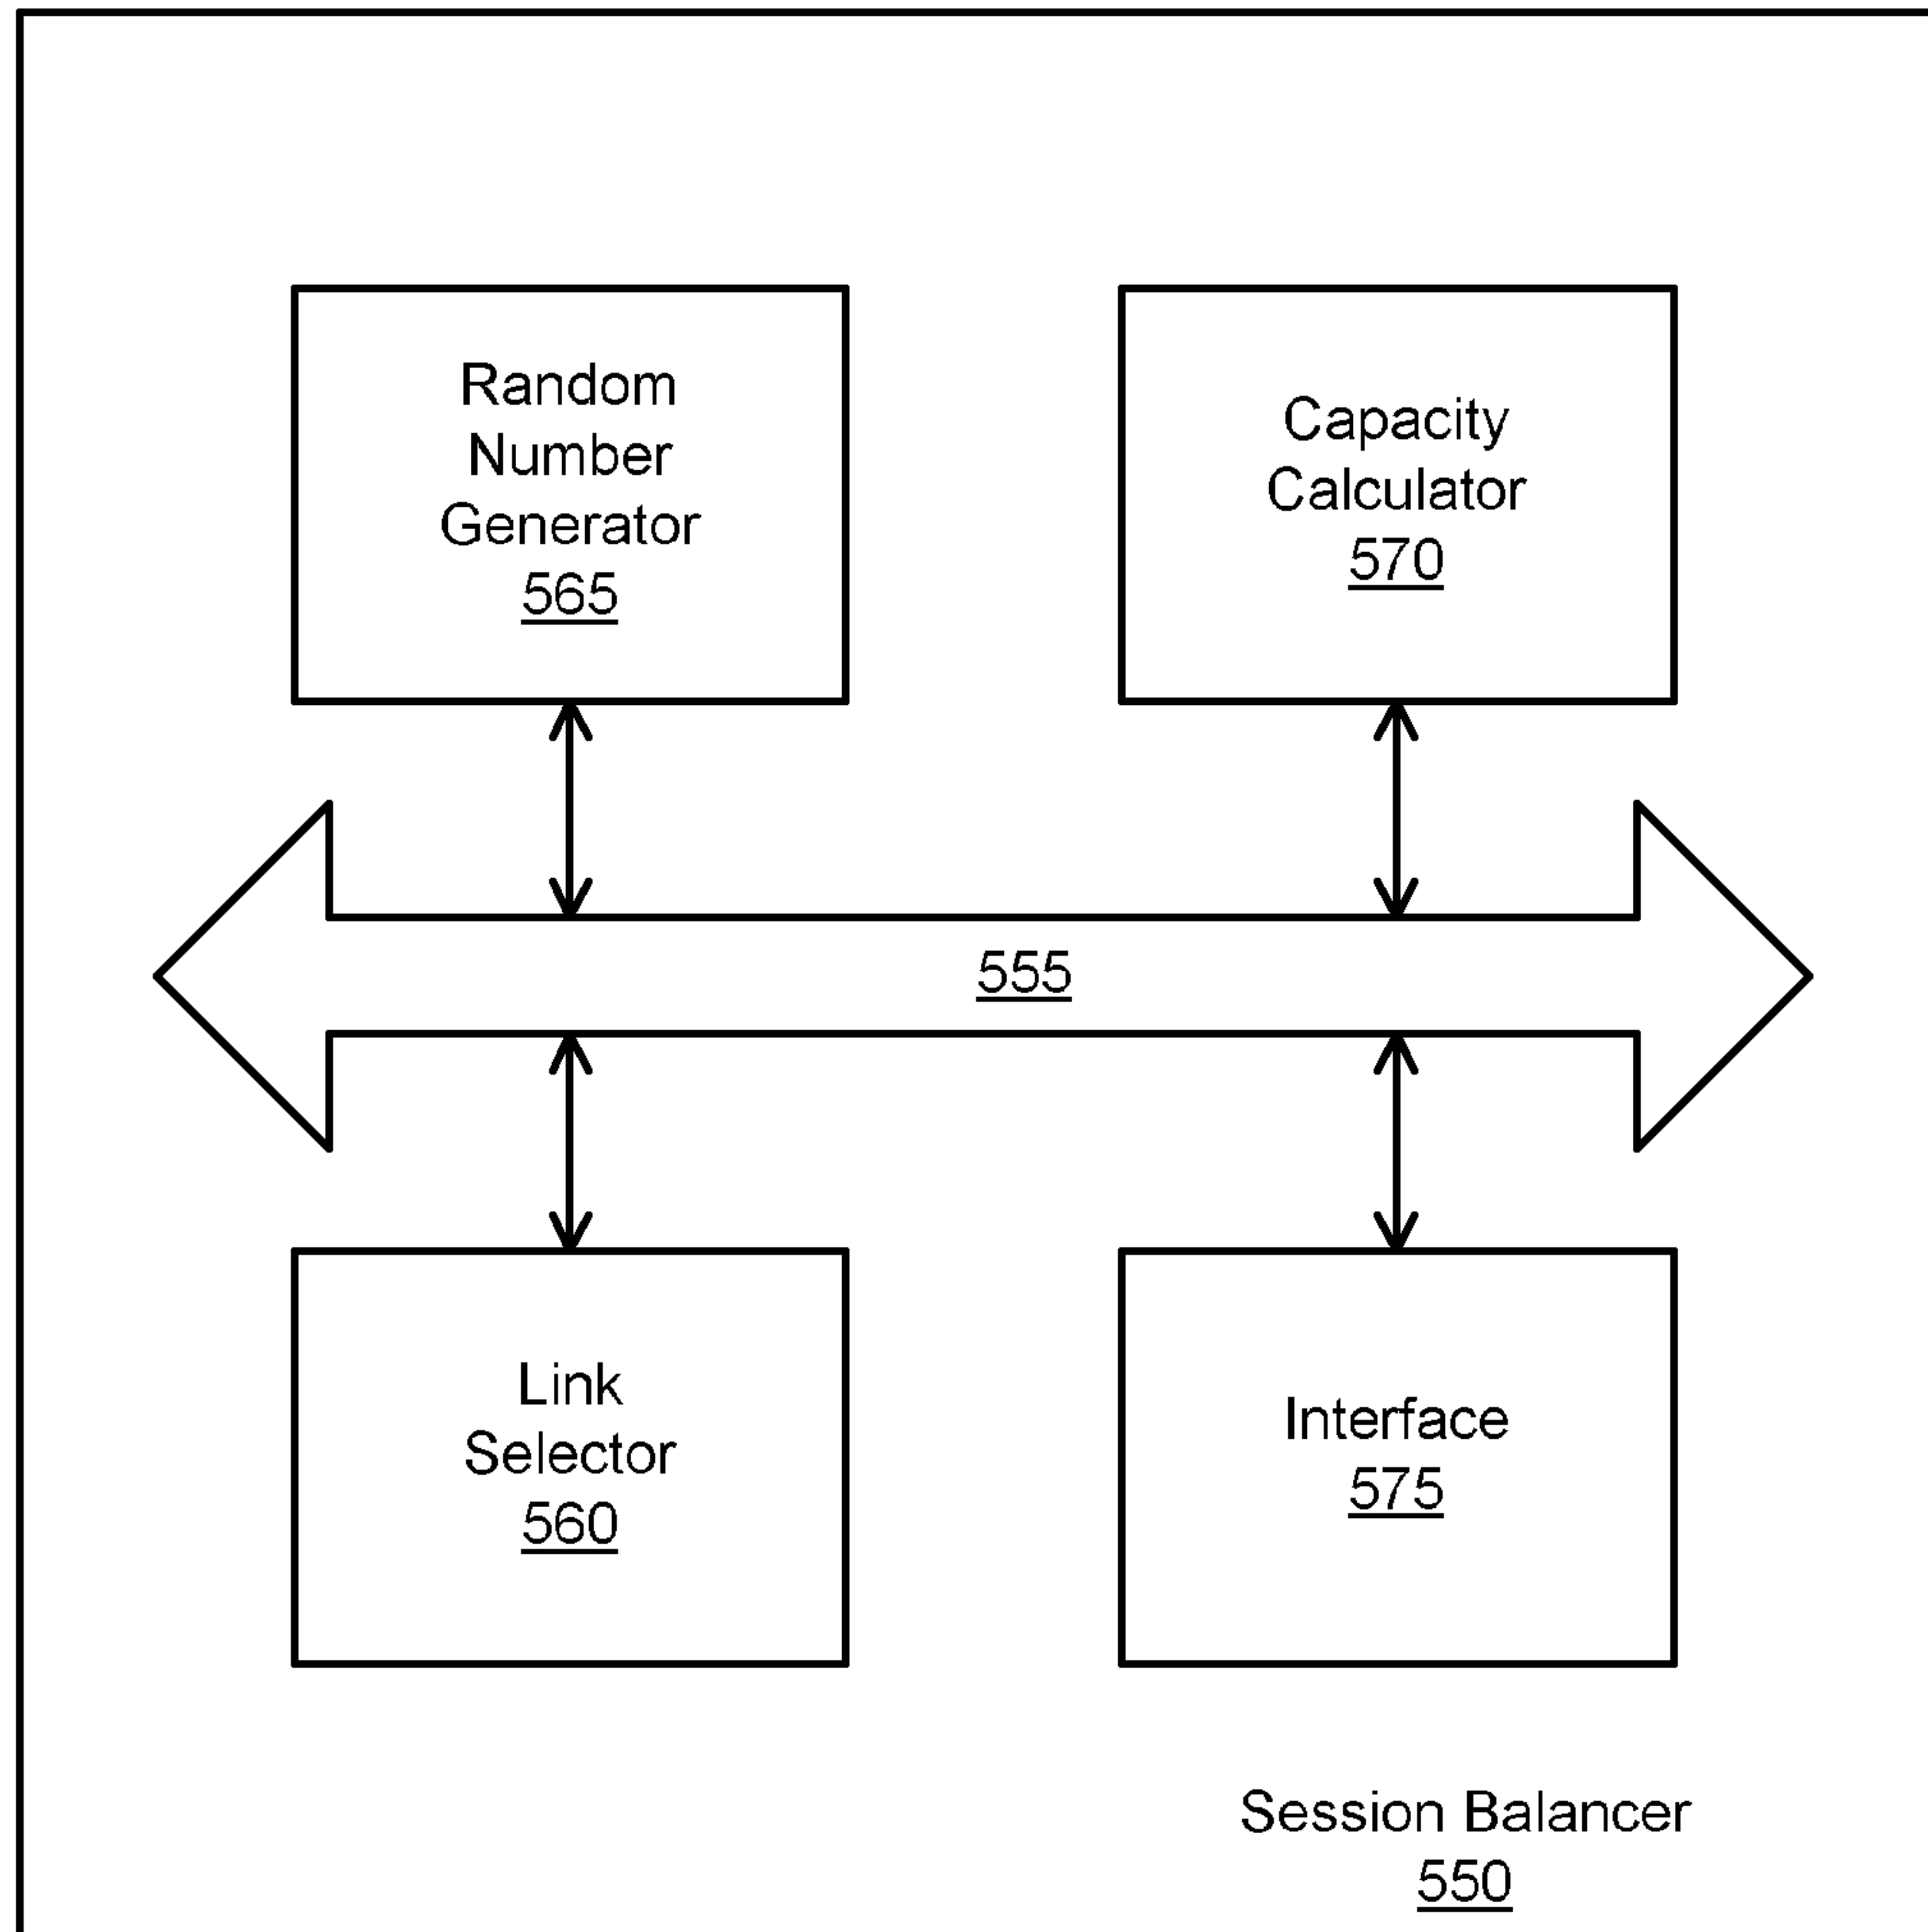 Random
Number
Generator
565
Capacity
Calculator
570
555
Link
Selector
560
Interface
575
Session Balancer
550